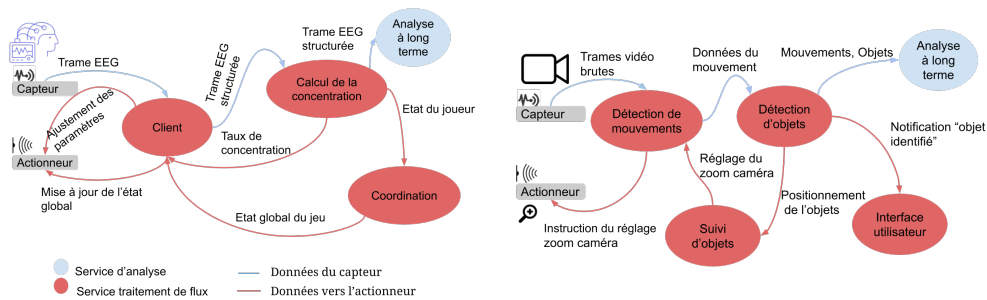 Trame EEG
Capteur
Ajustement des
paramètres
Actionneur
Mise à jour de l'état
global
Client
Trame EEG
structurée
Taux de
concentration
Trame EEG
structurée
Calcul de la
concentration
Analyse
à long
terme
Etat du joueur
Coordination
Etat global du jeu
Service d'analyse
Service traitement de flux
Données du capteur
Données vers l'actionneur
Trames vidéo
brutes
Capteur
Actionneur
Instruction du réglage
zoom caméra
Détection de
mouvements
Données du
mouvement
Réglage du
zoom caméra
Suivi
d'objets
Détection
d'objets
Mouvements, Objets
Analyse
à long
terme
Notification “objet
identifié”
Positionnement
de l'objets
Interface
utilisateur